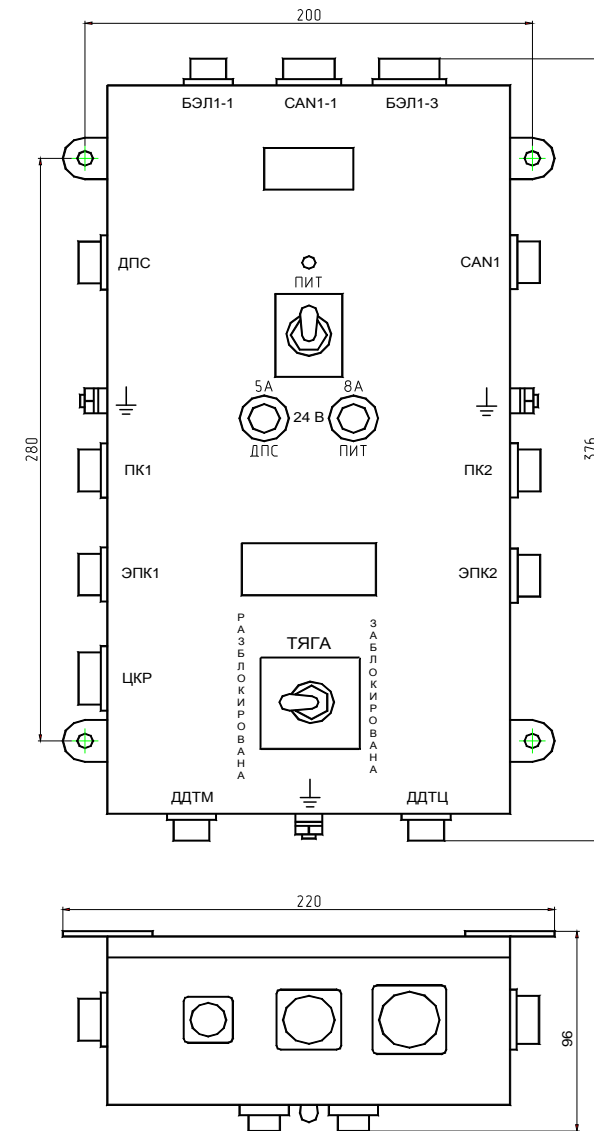 200
БЭЛ1-1 CAN1-1 БЭЛ1-3
ДПС CAN1
ПИТ
5А 8А
24 В
ДПС ПИТ
280
376
ПК1 ПК2
ЭПК1 ЭПК2
РАЗБЛОКИРОВАНА
ТЯГА
ЗАБЛОКИРОВАНА
ЦКР
ДДТМ ДДТЦ
220
96